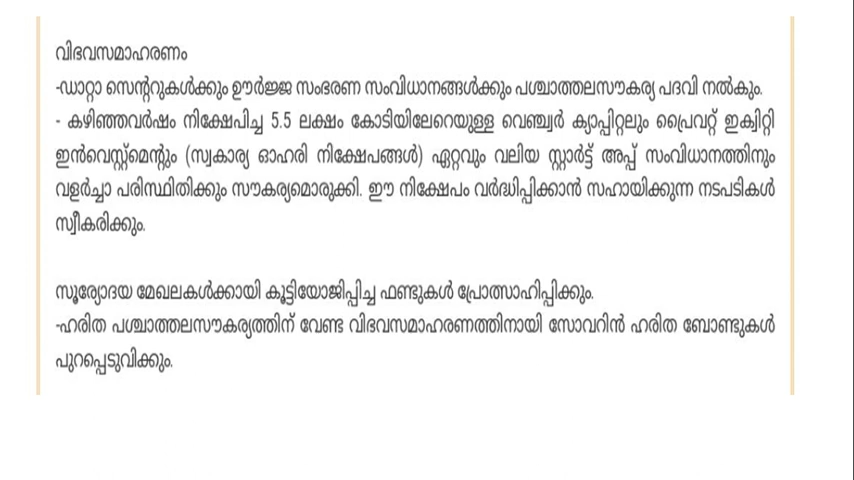 വിഭവസമാഹരണം
-ഡാറ്റാ സെന്ററുകൾക്കും ഊർജ്ജ സംഭരണ സംവിധാനങ്ങൾക്കും പശ്ചാത്തലസൗകര്യ പദവി നൽകും.
- കഴിഞ്ഞവർഷം നിക്ഷേപിച്ച 5.5 ലക്ഷം കോടിയിലേറെയുള്ള വെഞ്ച്വർ ക്യാപ്പിറ്റലും പ്രൈവറ്റ് ഇക്വിറ്റി
ഇൻവെസ്റ്റ്മെന്റും (സ്വകാര്യ ഓഹരി നിക്ഷേപങ്ങൾ) ഏറ്റവും വലിയ സ്റ്റാർട്ട് അപ്പ് സംവിധാനത്തിനും
വളർച്ചാ പരിസ്ഥിതിക്കും സൗകര്യമൊരുക്കി. ഈ നിക്ഷേപം വർദ്ധിപ്പിക്കാൻ സഹായിക്കുന്ന നടപടികൾ
സ്വീകരിക്കും.
സൂര്യോദയ മേഖലകൾക്കായി കൂട്ടിയോജിപ്പിച്ച ഫണ്ടുകൾ പ്രോത്സാഹിപ്പിക്കും.
-ഹരിത പശ്ചാത്തലസൗകര്യത്തിന് വേണ്ട വിഭവസമാഹരണത്തിനായി സോവറിൻ ഹരിത ബോണ്ടുകൾ
പുറപ്പെടുവിക്കും.